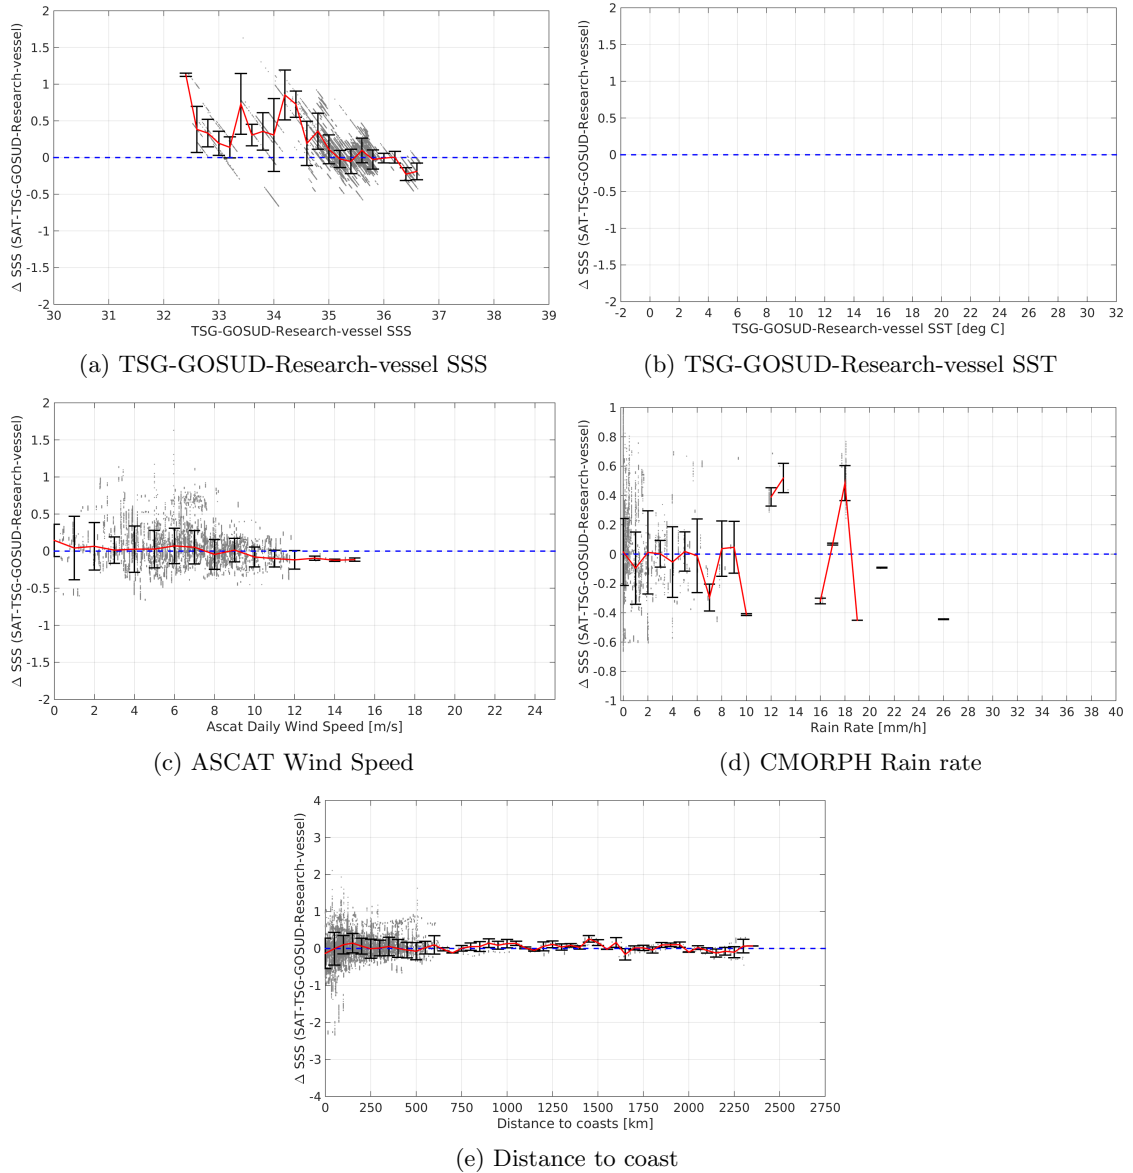 2
1.5
1
0.5
0
-0.5
-1
-1.5
-2
Δ SSS (SAT-TSG-GOSUD-Research-vessel)
30 31 32 33 34 35 36 37 38 39
TSG-GOSUD-Research-vessel SSS
(a) TSG-GOSUD-Research-vessel SSS
2
1.5
1
0.5
0
-0.5
-1
-1.5
-2
Δ SSS (SAT-TSG-GOSUD-Research-vessel)
-2 0 2 4 6 8 10 12 14 16 18 20 22 24 26 28 30 32
TSG-GOSUD-Research-vessel SST [deg C]
(b) TSG-GOSUD-Research-vessel SST
2
1.5
1
0.5
0
-0.5
-1
-1.5
-2
Δ SSS (SAT-TSG-GOSUD-Research-vessel)
0 2 4 6 8 10 12 14 16 18 20 22 24
Ascat Daily Wind Speed [m/s]
(c) ASCAT Wind Speed
1
0.8
0.6
0.4
0.2
0
-0.2
-0.4
-0.6
-0.8
-1
Δ SSS (SAT-TSG-GOSUD-Research-vessel)
0 2 4 6 8 10 12 14 16 18 20 22 24 26 28 30 32 34 36 38 40
Rain Rate [mm/h]
(d) CMORPH Rain rate
4
3
2
1
0
-1
-2
-3
-4
Δ SSS (SAT-TSG-GOSUD-Research-vessel)
0 250 500 750 1000 1250 1500 1750 2000 2250 2500 2750
Distance to coasts [km]
(e) Distance to coast